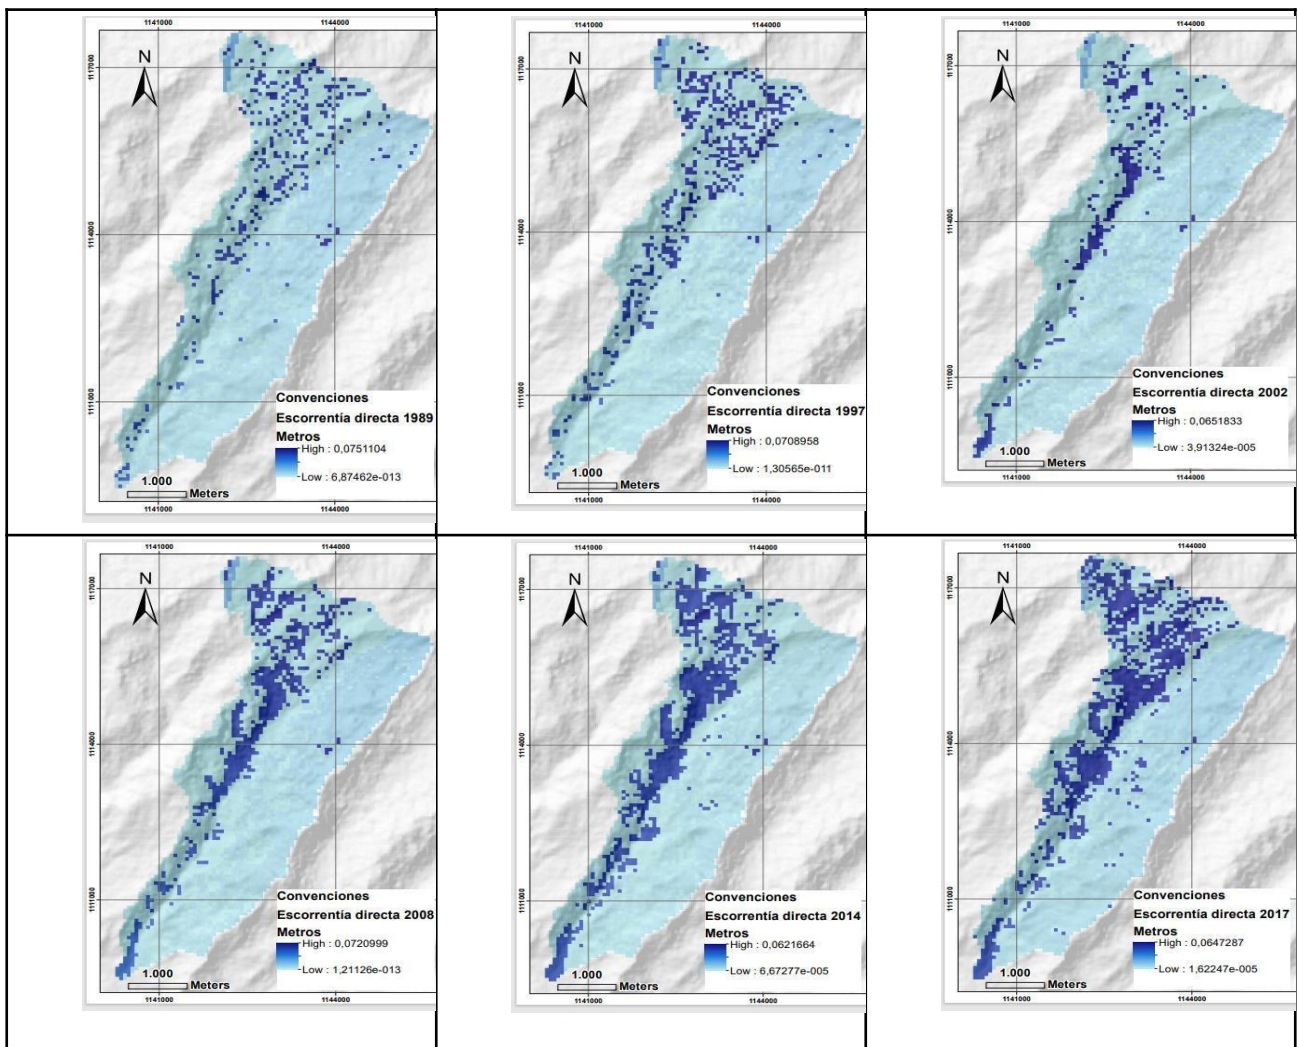 1141000 1144000
N
1117000
1114000
1111000
Convenciones
Escorrentía directa 1989
Metros
High : 0,0751104
Low : 6,87462e-013
1.000
Meters
1141000 1144000
1141000 1144000
N
1117000
1114000
1111000
Convenciones
Escorrentía directa 1997
Metros
High : 0,0708958
Low : 1,30565e-011
1.000
Meters
1141000 1144000
1141000 1144000
N
1117000
1114000
1111000
Convenciones
Escorrentía directa 2002
Metros
High : 0,0651833
Low : 3,91324e-005
1.000
Meters
1141000 1144000
1141000 1144000
N
1117000
1114000
1111000
Convenciones
Escorrentía directa 2008
Metros
High : 0,0720999
Low : 1,21126e-013
1.000
Meters
1141000 1144000
1141000 1144000
N
1117000
1114000
1111000
Convenciones
Escorrentía directa 2014
Metros
High : 0,0621664
Low : 6,67277e-005
1.000
Meters
1141000 1144000
1141000 1144000
N
1117000
1114000
1111000
Convenciones
Escorrentía directa 2017
Metros
High : 0,0647287
Low : 1,62247e-005
1.000
Meters
1141000 1144000